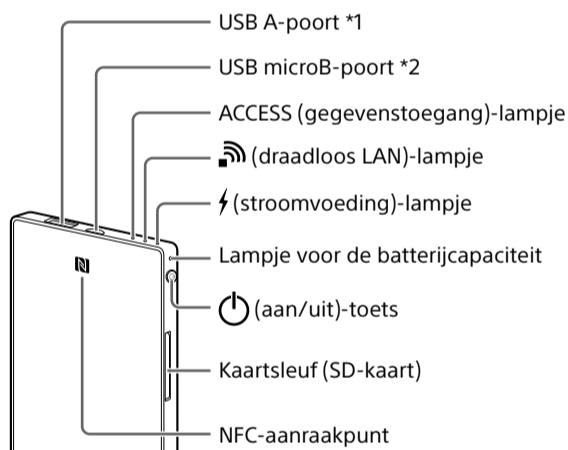 USB A-poort *1
USB microB-poort *2
ACCESS (gegevenstoegang)-lampje
(draadloos LAN)-lampje
(stroomvoeding)-lampje
Lampje voor de batterijcapaciteit
(aan/uit)-toets
Kaartsleuf (SD-kaart)
NFC-aanraakpunt